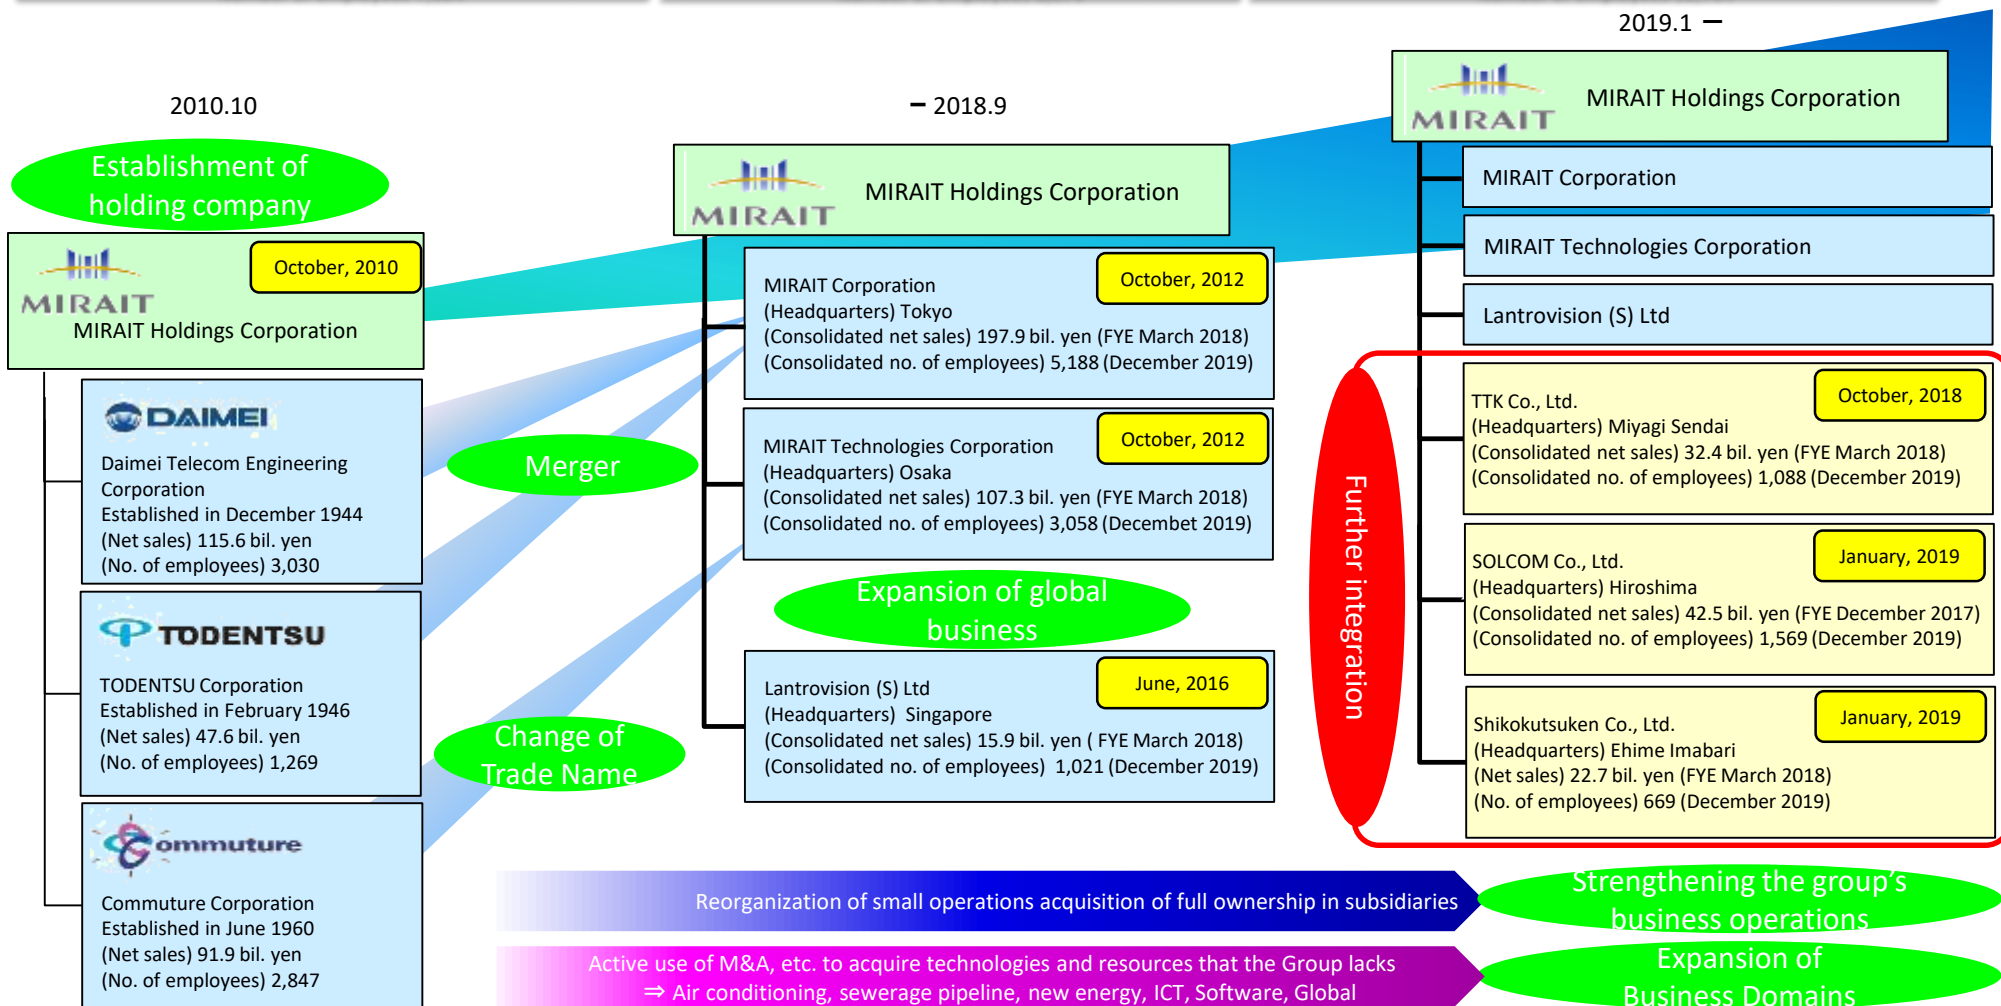 2010.10
Establishment of
holding company
MIRAIT
October, 2010
MIRAIT Holdings Corporation
DAIMEI
Daimei Telecom Engineering
Corporation
Established in December 1944
(Net sales) 115.6 bil. yen
(No. of employees) 3,030
TODENTSU
TODENTSU Corporation
Established in February 1946
(Net sales) 47.6 bil. yen
(No. of employees) 1,269
Commuture
Commuture Corporation
Established in June 1960
(Net sales) 91.9 bil. yen
(No. of employees) 2,847
Merger
Change of
Trade Name
– 2018.9
MIRAIT
MIRAIT Holdings Corporation
October, 2012
MIRAIT Corporation
(Headquarters) Tokyo
(Consolidated net sales) 197.9 bil. yen (FYE March 2018)
(Consolidated no. of employees) 5,188 (December 2019)
October, 2012
MIRAIT Technologies Corporation
(Headquarters) Osaka
(Consolidated net sales) 107.3 bil. yen (FYE March 2018)
(Consolidated no. of employees) 3,058 (Decembet 2019)
Expansion of global
business
June, 2016
Lantrovision (S) Ltd
(Headquarters) Singapore
(Consolidated net sales) 15.9 bil. yen ( FYE March 2018)
(Consolidated no. of employees) 1,021 (December 2019)
2019.1 –
MIRAIT
MIRAIT Holdings Corporation
MIRAIT Corporation
MIRAIT Technologies Corporation
Lantrovision (S) Ltd
Further integration
October, 2018
TTK Co., Ltd.
(Headquarters) Miyagi Sendai
(Consolidated net sales) 32.4 bil. yen (FYE March 2018)
(Consolidated no. of employees) 1,088 (December 2019)
January, 2019
SOLCOM Co., Ltd.
(Headquarters) Hiroshima
(Consolidated net sales) 42.5 bil. yen (FYE December 2017)
(Consolidated no. of employees) 1,569 (December 2019)
January, 2019
Shikokutsuken Co., Ltd.
(Headquarters) Ehime Imabari
(Net sales) 22.7 bil. yen (FYE March 2018)
(No. of employees) 669 (December 2019)
Reorganization of small operations acquisition of full ownership in subsidiaries
Strengthening the group's
business operations
Active use of M&A, etc. to acquire technologies and resources that the Group lacks
⇒ Air conditioning, sewerage pipeline, new energy, ICT, Software, Global
Expansion of
Business Domains